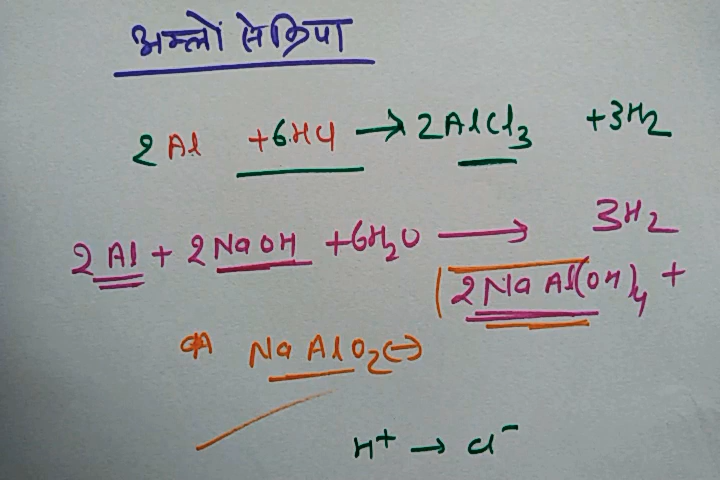 अम्लों से क्रिया
2Al +6HCl → 2AlCl3 +3H2
2Al + 2NaOH +6H2O → 3H2
2NaAl(OH)4 +
NaAlO2(-)
H+ → Cl-